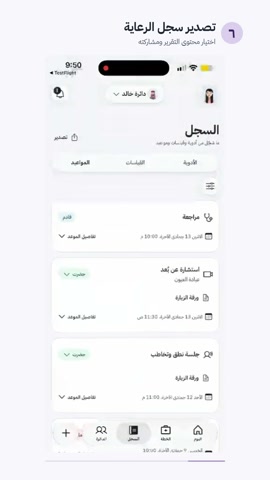 ٦
تصدير سجل الرعاية
اختيار محتوى التقرير ومشاركته
9:50
TestFlight
دائرة خالد
السجل
تصدير
الأدوية
القياسات
المواعيد
مراجعة
قادم
تفاصيل الموعد
استشارة عن بُعد
عيادة العيون
حضرت
ورقة الزيارة
تفاصيل الموعد
جلسة نطق وتخاطب
حضرت
ورقة الزيارة
تفاصيل الموعد
اليوم
الخطة
السجل
الدائرة